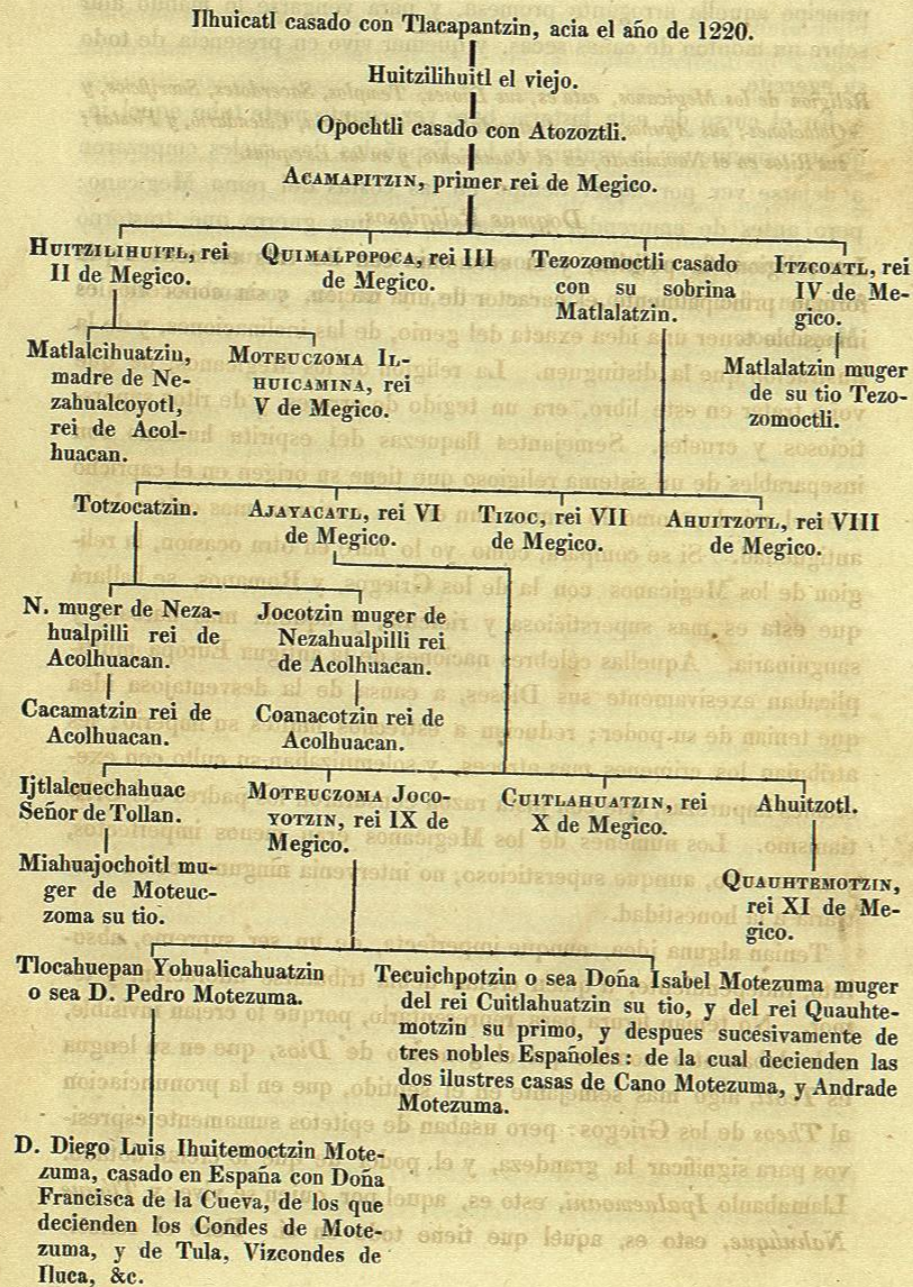 Ilhuicatl casado con Tlacapantzin, acia el año de 1220.
Huitzilihuitl el viejo.
Opochtli casado con Atozoztli.
ACAMAPITZIN, primer rei de Megico.
HUITZILIHUITL, rei
II de Megico.
QUIMALPOPOCA, rei III
de Megico.
Tezozomoctli casado
con su sobrina
Matlalatzin.
ITZCOATL, rei
IV de Me-
gico.
Matlalcihuatzin,
madre de Ne-
zahualcoyotl,
rei de Acol-
huacan.
MOTEUCZOMA IL-
HUICAMINA, rei
V de Megico.
Matlalatzin muger
de su tio Tezo-
zomoctli.
Totzocatzin.
AJAYACATL, rei VI
de Megico.
TIZOC, rei VII
de Megico.
AHUITZOTL, rei VIII
de Megico.
N. muger de Neza-
hualpilli rei de
Acolhuacan.
Jocotzin muger de
Nezahualpilli rei
de Acolhuacan.
Cacamatzin rei de
Acolhuacan.
Coanacotzin rei de
Acolhuacan.
Ijtlalcuechahuac
Señor de Tollan.
MOTEUCZOMA JOCO-
YOTZIN, rei IX de
Megico.
CUITLAHUATZIN, rei
X de Megico.
Ahuitzotl.
Miahuajochoitl mu-
ger de Moteuc-
zoma su tio.
QUAUHTEMOTZIN,
rei XI de Me-
gico.
Tlocahuepan Yohualicahuatzin
o sea D. Pedro Motezuma.
Tecuichpotzin o sea Doña Isabel Motezuma muger
del rei Cuitlahuatzin su tio, y del rei Quauhte-
motzin su primo, y despues sucesivamente de
tres nobles Españoles: de la cual decienden las
dos ilustres casas de Cano Motezuma, y Andrade
Motezuma.
D. Diego Luis Ihuitemoctzin Mote-
zuma, casado en España con Doña
Francisca de la Cueva, de los que
decienden los Condes de Mote-
zuma, y de Tula, Vizcondes de
Iluca, &c.